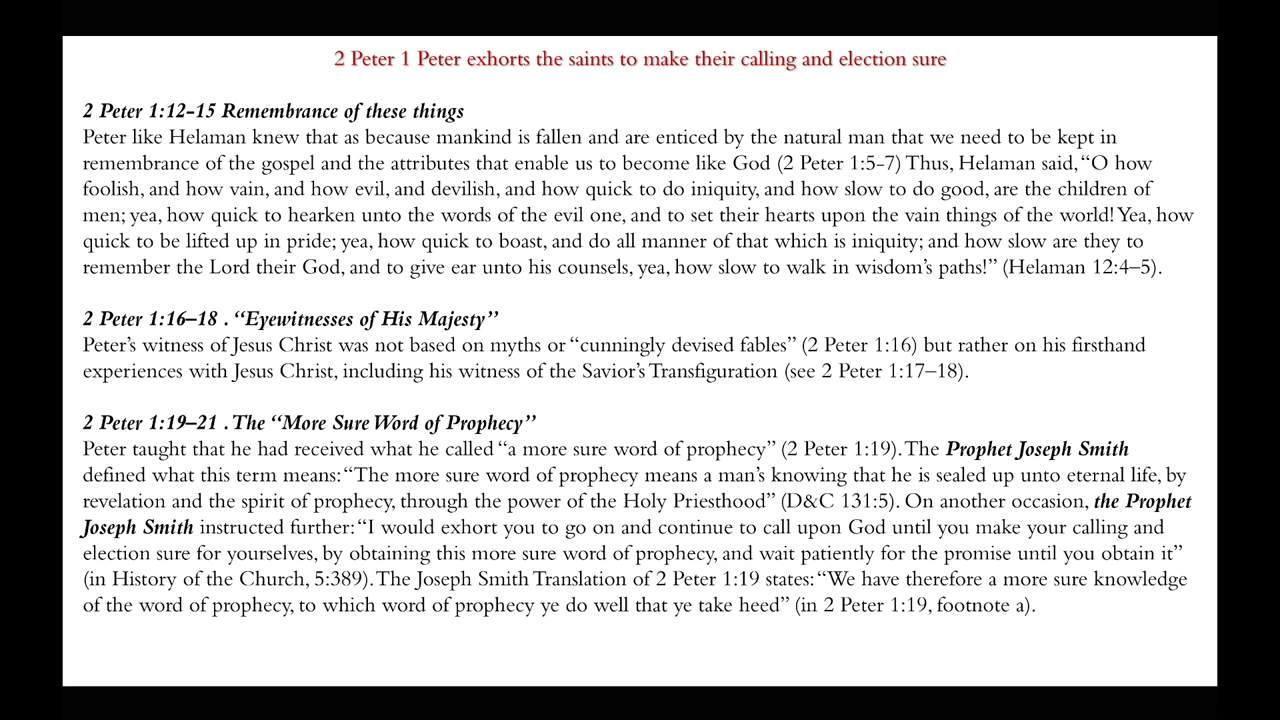 2 Peter 1 Peter exhorts the saints to make their calling and election sure
2 Peter 1:12-15 Remembrance of these things
Peter like Helaman knew that as because mankind is fallen and are enticed by the natural man that we need to be kept in
remembrance of the gospel and the attributes that enable us to become like God (2 Peter 1:5-7) Thus, Helaman said, “O how
foolish, and how vain, and how evil, and devilish, and how quick to do iniquity, and how slow to do good, are the children of
men; yea, how quick to hearken unto the words of the evil one, and to set their hearts upon the vain things of the world! Yea, how
quick to be lifted up in pride; yea, how quick to boast, and do all manner of that which is iniquity; and how slow are they to
remember the Lord their God, and to give ear unto his counsels, yea, how slow to walk in wisdom’s paths!” (Helaman 12:4–5).
2 Peter 1:16–18 . “Eyewitnesses of His Majesty”
Peter’s witness of Jesus Christ was not based on myths or “cunningly devised fables” (2 Peter 1:16) but rather on his firsthand
experiences with Jesus Christ, including his witness of the Savior’s Transfiguration (see 2 Peter 1:17–18).
2 Peter 1:19–21 . The “More Sure Word of Prophecy”
Peter taught that he had received what he called “a more sure word of prophecy” (2 Peter 1:19). The Prophet Joseph Smith
defined what this term means: “The more sure word of prophecy means a man’s knowing that he is sealed up unto eternal life, by
revelation and the spirit of prophecy, through the power of the Holy Priesthood” (D&C 131:5). On another occasion, the Prophet
Joseph Smith instructed further: “I would exhort you to go on and continue to call upon God until you make your calling and
election sure for yourselves, by obtaining this more sure word of prophecy, and wait patiently for the promise until you obtain it”
(in History of the Church, 5:389). The Joseph Smith Translation of 2 Peter 1:19 states: “We have therefore a more sure knowledge
of the word of prophecy, to which word of prophecy ye do well that ye take heed” (in 2 Peter 1:19, footnote a).